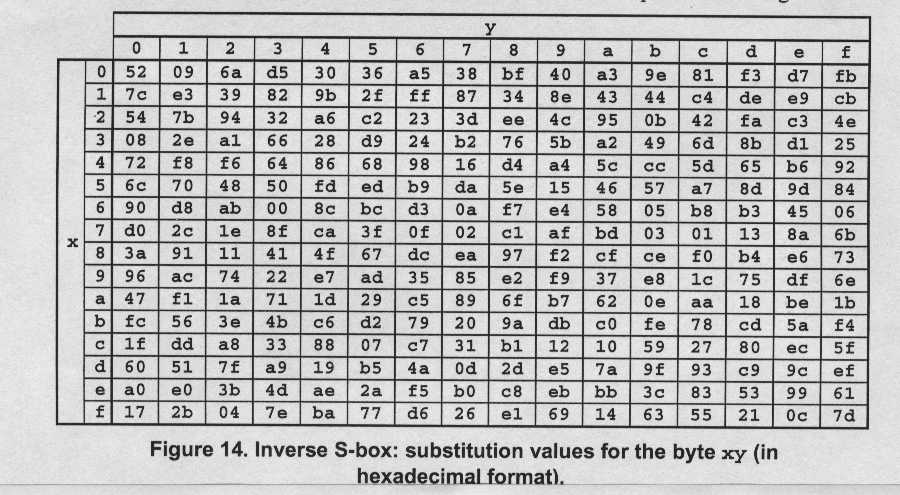 y
0 1 2 3 4 5 6 7 8 9 a b c d e f
0 52 09 6a d5 30 36 a5 38 bf 40 a3 9e 81 f3 d7 fb
1 7c e3 39 82 9b 2f ff 87 34 8e 43 44 c4 de e9 cb
2 54 7b 94 32 a6 c2 23 3d ee 4c 95 0b 42 fa c3 4e
3 08 2e a1 66 28 d9 24 b2 76 5b a2 49 6d 8b d1 25
4 72 f8 f6 64 86 68 98 16 d4 a4 5c cc 5d 65 b6 92
5 6c 70 48 50 fd ed b9 da 5e 15 46 57 a7 8d 9d 84
6 90 d8 ab 00 8c bc d3 0a f7 e4 58 05 b8 b3 45 06
7 d0 2c 1e 8f ca 3f 0f 02 c1 af bd 03 01 13 8a 6b
x
8 3a 91 11 41 4f 67 dc ea 97 f2 cf ce f0 b4 e6 73
9 96 ac 74 22 e7 ad 35 85 e2 f9 37 e8 1c 75 df 6e
a 47 f1 1a 71 1d 29 c5 89 6f b7 62 0e aa 18 be 1b
b fc 56 3e 4b c6 d2 79 20 9a db c0 fe 78 cd 5a f4
c 1f dd a8 33 88 07 c7 31 b1 12 10 59 27 80 ec 5f
d 60 51 7f a9 19 b5 4a 0d 2d e5 7a 9f 93 c9 9c ef
e a0 e0 3b 4d ae 2a f5 b0 c8 eb bb 3c 83 53 99 61
f 17 2b 04 7e ba 77 d6 26 e1 69 14 63 55 21 0c 7d
Figure 14. Inverse S-box: substitution values for the byte xy (in
hexadecimal format).